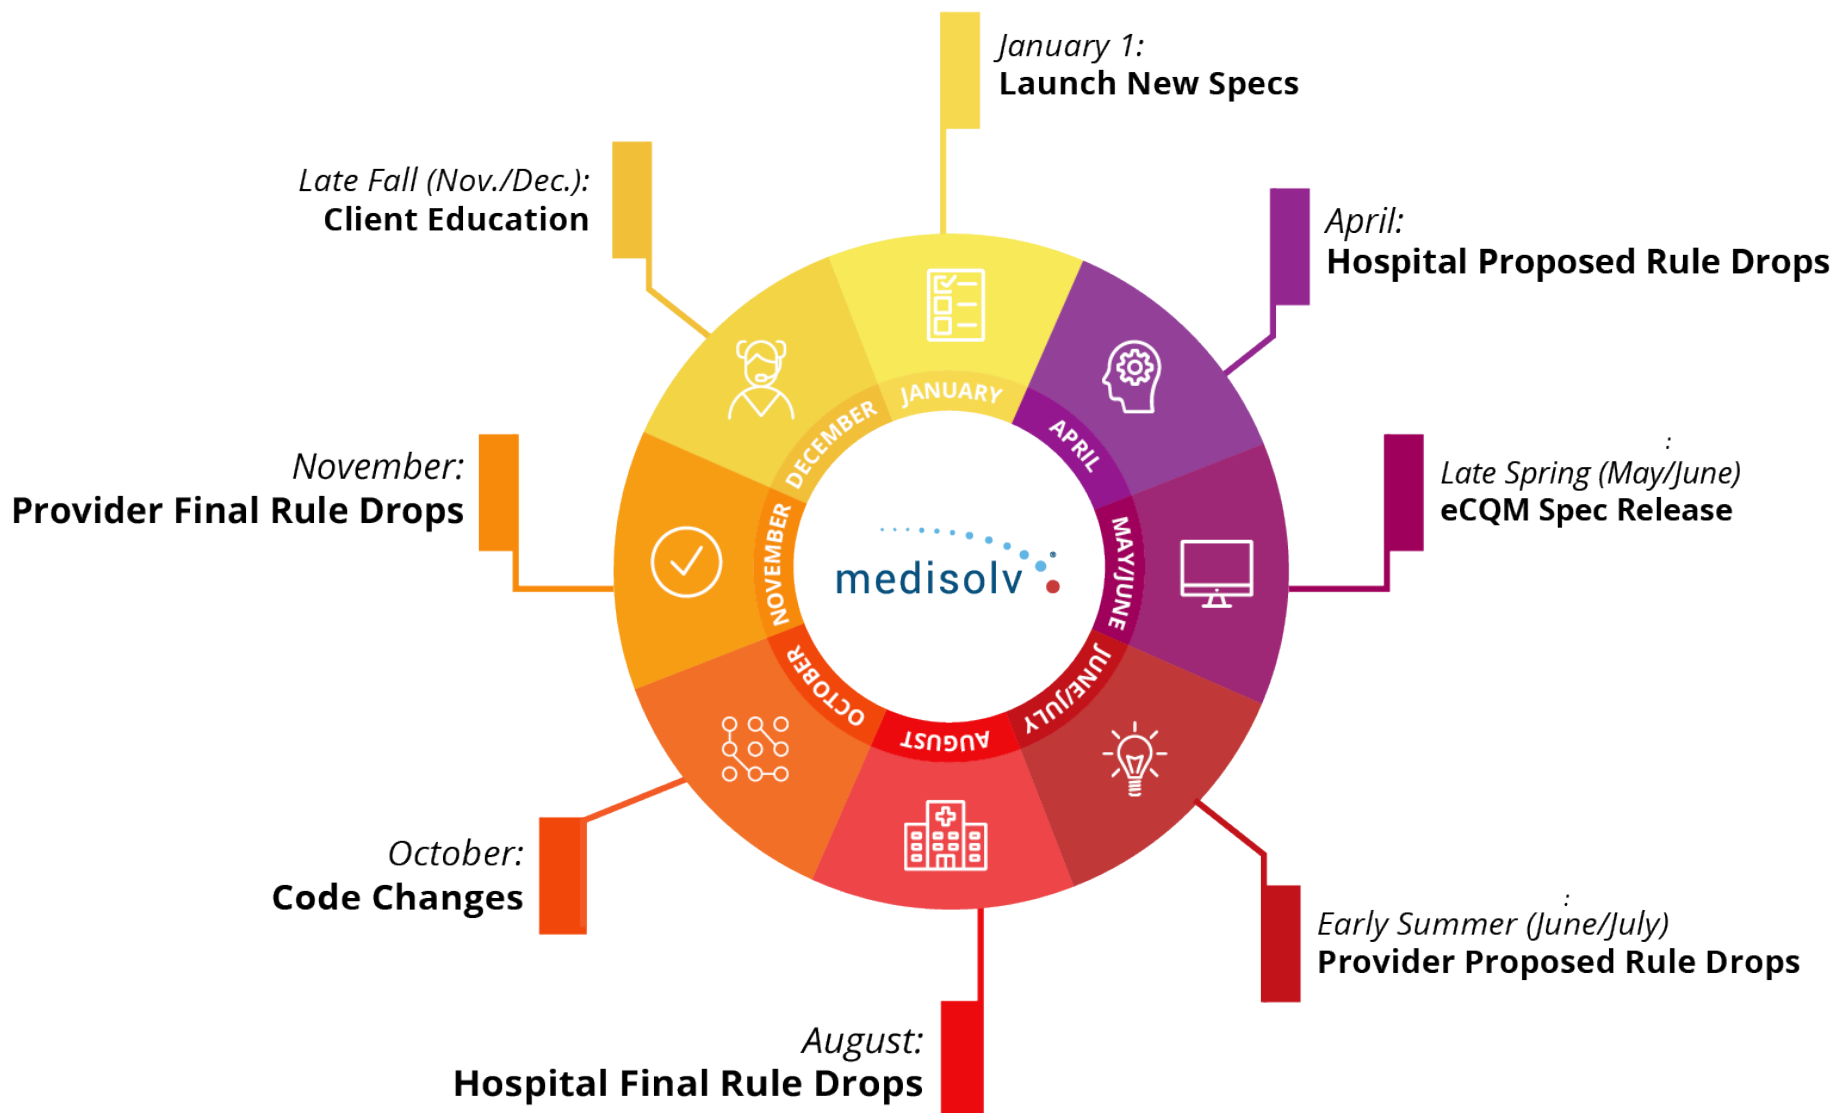 January 1:
Launch New Specs
April:
Hospital Proposed Rule Drops
:
Late Spring (May/June)
eCQM Spec Release
:
Early Summer (June/July)
Provider Proposed Rule Drops
August:
Hospital Final Rule Drops
October:
Code Changes
November:
Provider Final Rule Drops
Late Fall (Nov./Dec.):
Client Education
JANUARY
APRIL
MAY/JUNE
JUNE/JULY
AUGUST
OCTOBER
NOVEMBER
DECEMBER
medisolv®